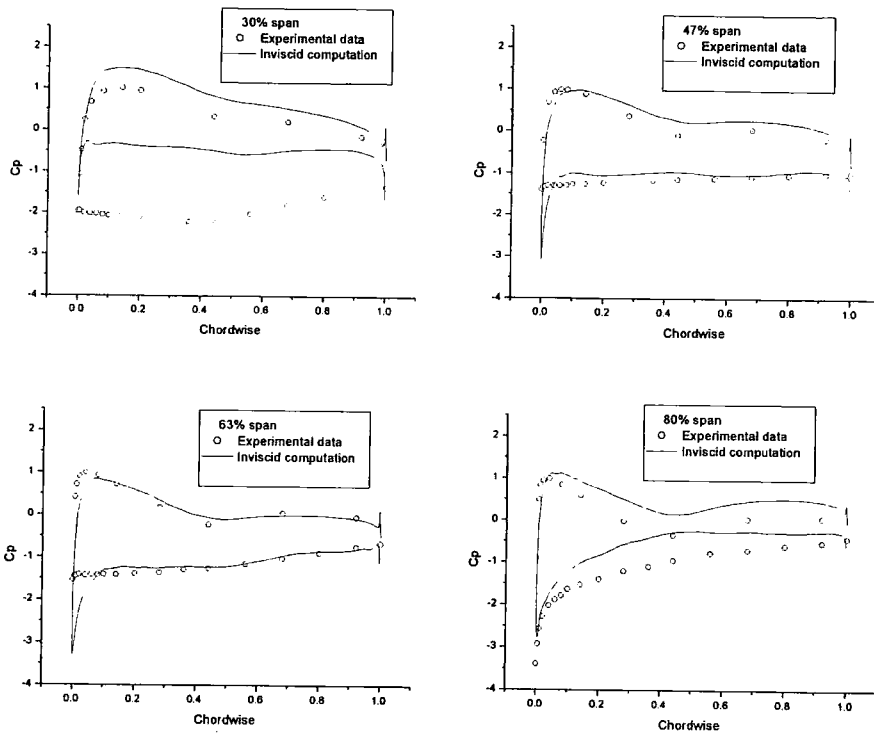 30% span
Experimental data
Inviscid computation
2
1
0
-1
-2
-3
-4
Cp
0.0 0.2 0.4 0.6 0.8 1.0
Chordwise
47% span
Experimental data
Inviscid computation
2
1
0
-1
-2
-3
-4
Cp
0.0 0.2 0.4 0.6 0.8 1.0
Chordwise
63% span
Experimental data
Inviscid computation
2
1
0
-1
-2
-3
-4
Cp
0.0 0.2 0.4 0.6 0.8 1.0
Chordwise
80% span
Experimental data
Inviscid computation
2
1
0
-1
-2
-3
-4
Cp
0.0 0.2 0.4 0.6 0.8 1.0
Chordwise